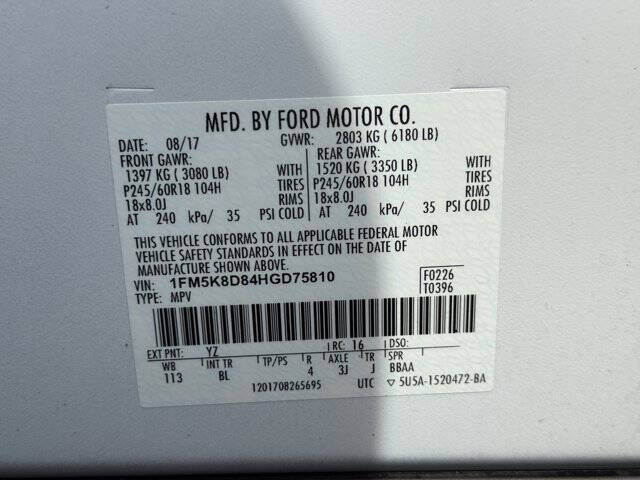 MFD. BY FORD MOTOR CO.
DATE: 08/17 GVWR: 2803 KG ( 6180 LB)
FRONT GAWR: REAR GAWR:
1397 KG ( 3080 LB) WITH 1520 KG ( 3350 LB) WITH
P245/60R18 104H TIRES P245/60R18 104H TIRES
18x8.0J RIMS 18x8.0J RIMS
AT 240 kPa/ 35 PSI COLD AT 240 kPa/ 35 PSI COLD
THIS VEHICLE CONFORMS TO ALL APPLICABLE FEDERAL MOTOR
VEHICLE SAFETY STANDARDS IN EFFECT ON THE DATE OF
MANUFACTURE SHOWN ABOVE.
VIN: 1FM5K8D84HGD75810 F0226
TYPE: MPV T0396
EXT PNT: YZ RC: 16 DSO:
WB INT TR TP/PS R AXLE TR SPR
113 BL 4 3J J BBAA
1201708265695 UTC ▽ 5U5A-1520472-BA